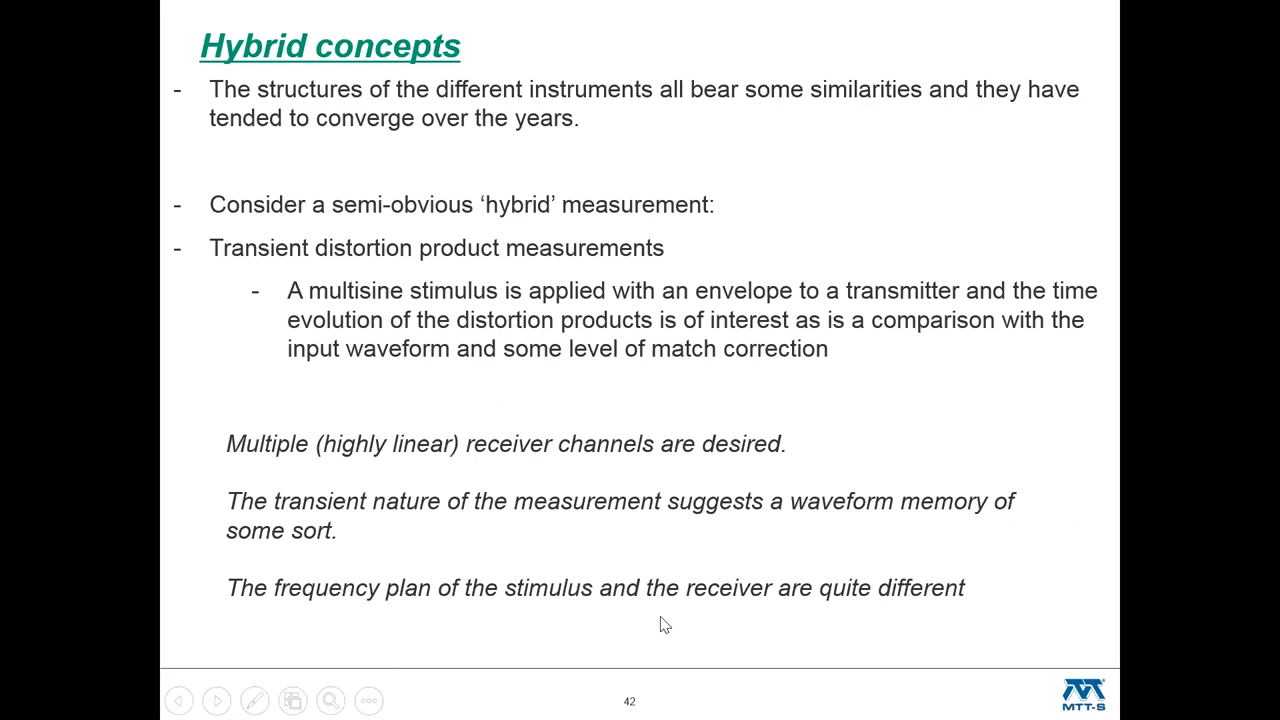 Hybrid concepts
- The structures of the different instruments all bear some similarities and they have
tended to converge over the years.
- Consider a semi-obvious ‘hybrid’ measurement:
- Transient distortion product measurements
- A multisine stimulus is applied with an envelope to a transmitter and the time
evolution of the distortion products is of interest as is a comparison with the
input waveform and some level of match correction
Multiple (highly linear) receiver channels are desired.
The transient nature of the measurement suggests a waveform memory of
some sort.
The frequency plan of the stimulus and the receiver are quite different
42
MTT-S